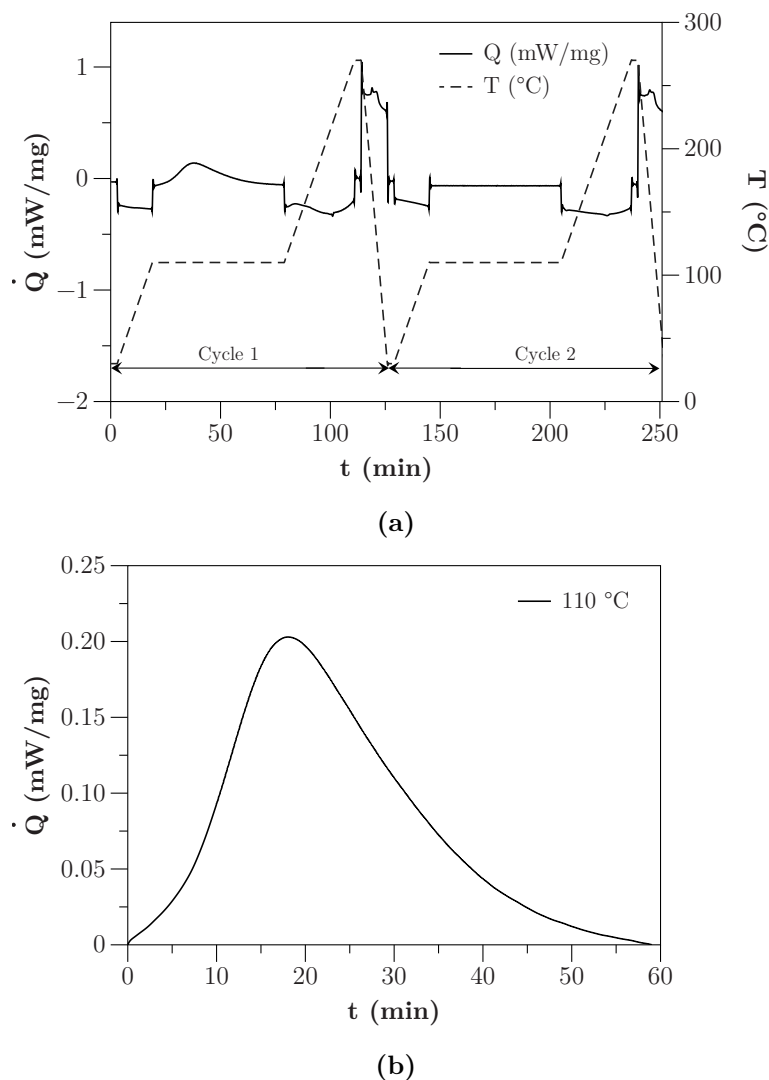 Q (mW/mg)
T (°C)
1
0
−1
−2
300
200
100
0
Q̇ (mW/mg)
T (°C)
Cycle 1
Cycle 2
0 50 100 150 200 250
t (min)
(a)
0.25
0.20
0.15
0.10
0.05
0
110 °C
Q̇ (mW/mg)
0 10 20 30 40 50 60
t (min)
(b)